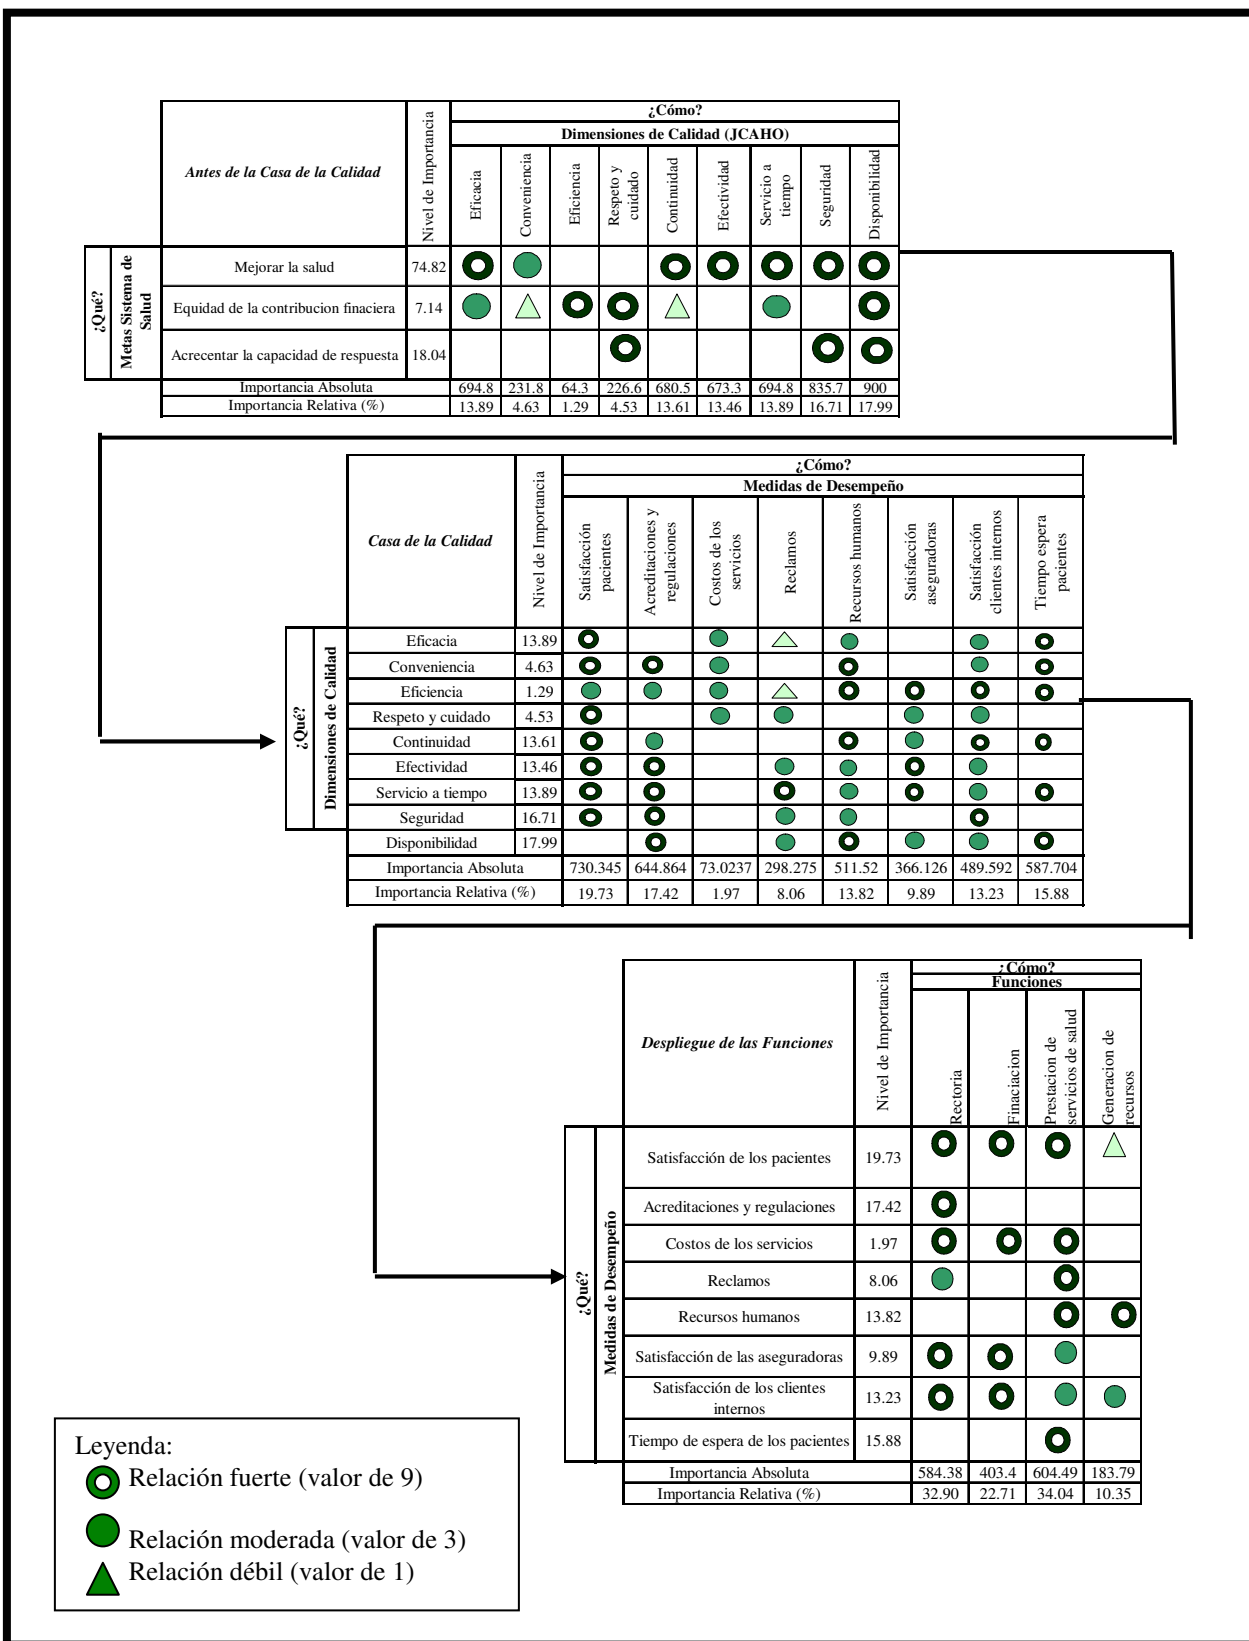 ¿Cómo?
Dimensiones de Calidad (JCAHO)
Antes de la Casa de la Calidad
Nivel de Importancia
Eficacia
Conveniencia
Eficiencia
Respeto y
cuidado
Continuidad
Efectividad
Servicio a
tiempo
Seguridad
Disponibilidad
¿Qué?
Metas Sistema de
Salud
Mejorar la salud 74.82
Equidad de la contribucion finaciera 7.14
Acrecentar la capacidad de respuesta 18.04
Importancia Absoluta 694.8 231.8 64.3 226.6 680.5 673.3 694.8 835.7 900
Importancia Relativa (%) 13.89 4.63 1.29 4.53 13.61 13.46 13.89 16.71 17.99
¿Cómo?
Medidas de Desempeño
Casa de la Calidad
Nivel de Importancia
Satisfacción
pacientes
Acreditaciones y
regulaciones
Costos de los
servicios
Reclamos
Recursos humanos
Satisfacción
aseguradoras
Satisfacción
clientes internos
Tiempo espera
pacientes
¿Qué?
Dimensiones de Calidad
Eficacia 13.89
Conveniencia 4.63
Eficiencia 1.29
Respeto y cuidado 4.53
Continuidad 13.61
Efectividad 13.46
Servicio a tiempo 13.89
Seguridad 16.71
Disponibilidad 17.99
Importancia Absoluta 730.345 644.864 73.0237 298.275 511.52 366.126 489.592 587.704
Importancia Relativa (%) 19.73 17.42 1.97 8.06 13.82 9.89 13.23 15.88
¿Cómo?
Funciones
Despliegue de las Funciones
Nivel de Importancia
Rectoria
Finaciacion
Prestacion de
servicios de salud
Generacion de
recursos
¿Qué?
Medidas de Desempeño
Satisfacción de los pacientes 19.73
Acreditaciones y regulaciones 17.42
Costos de los servicios 1.97
Reclamos 8.06
Recursos humanos 13.82
Satisfacción de las aseguradoras 9.89
Satisfacción de los clientes
internos 13.23
Tiempo de espera de los pacientes 15.88
Importancia Absoluta 584.38 403.4 604.49 183.79
Importancia Relativa (%) 32.90 22.71 34.04 10.35
Leyenda:
Relación fuerte (valor de 9)
Relación moderada (valor de 3)
Relación débil (valor de 1)